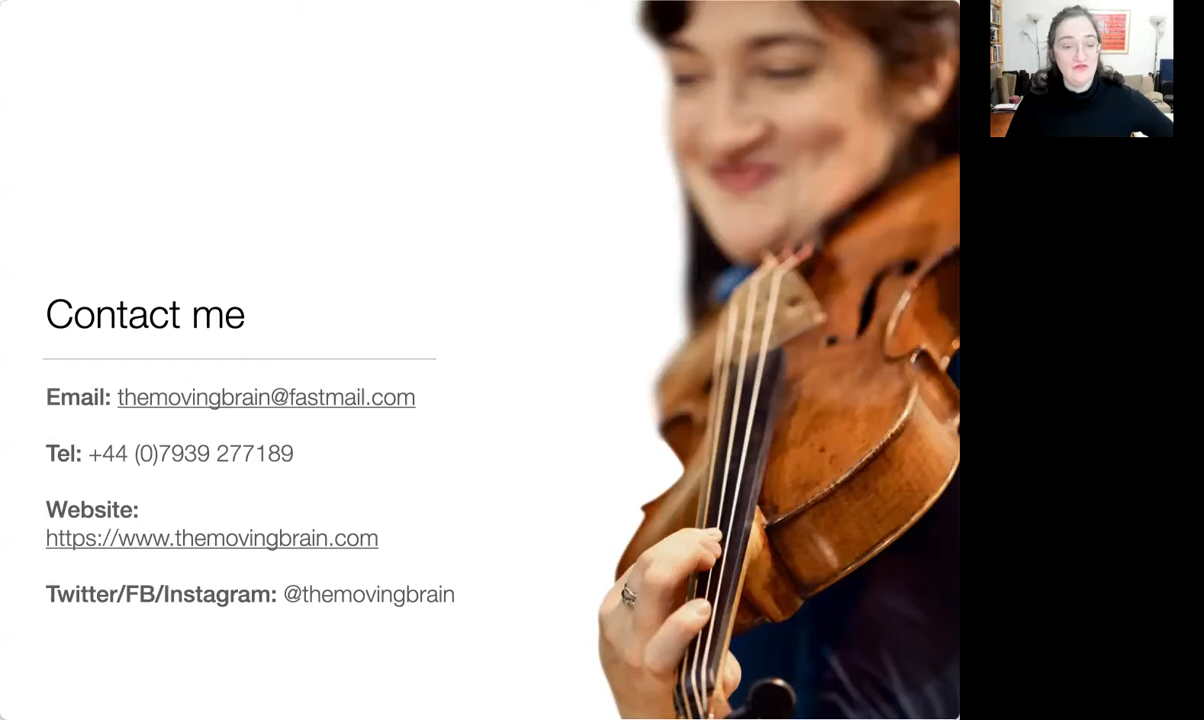 Contact me
Email: themovingbrain@fastmail.com
Tel: +44 (0)7939 277189
Website:
https://www.themovingbrain.com
Twitter/FB/Instagram: @themovingbrain